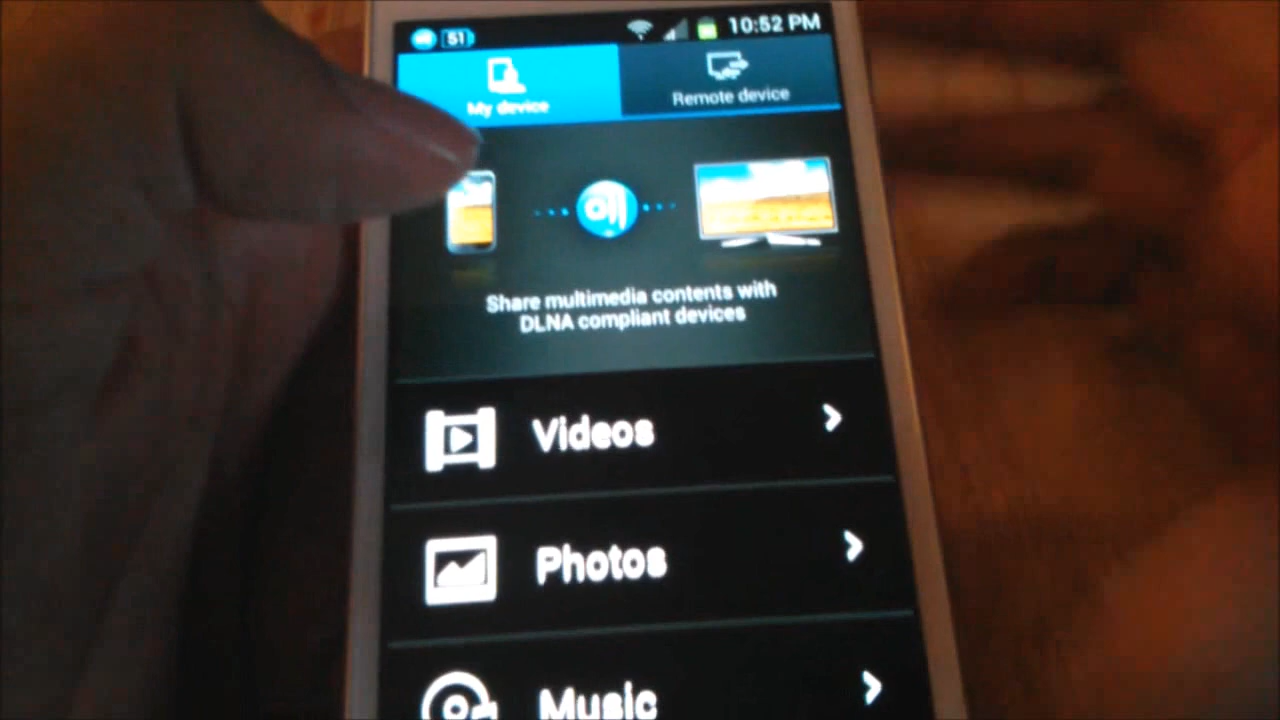 51 10:52 PM
My device
Remote device
Share multimedia contents with
DLNA compliant devices
Videos
Photos
Music